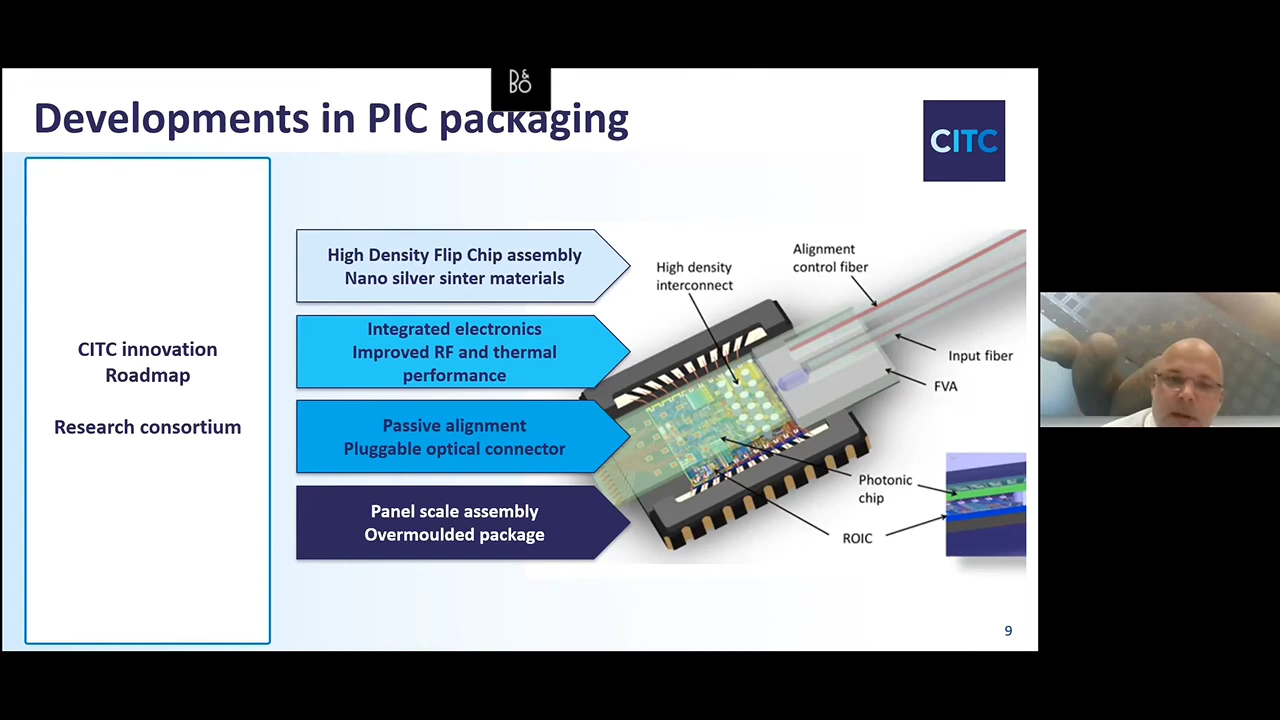 B&O
Developments in PIC packaging
CITC
CITC innovation
Roadmap
Research consortium
High Density Flip Chip assembly
Nano silver sinter materials
Integrated electronics
Improved RF and thermal
performance
Passive alignment
Pluggable optical connector
Panel scale assembly
Overmoulded package
High density
interconnect
Alignment
control fiber
Input fiber
FVA
Photonic
chip
ROIC
9